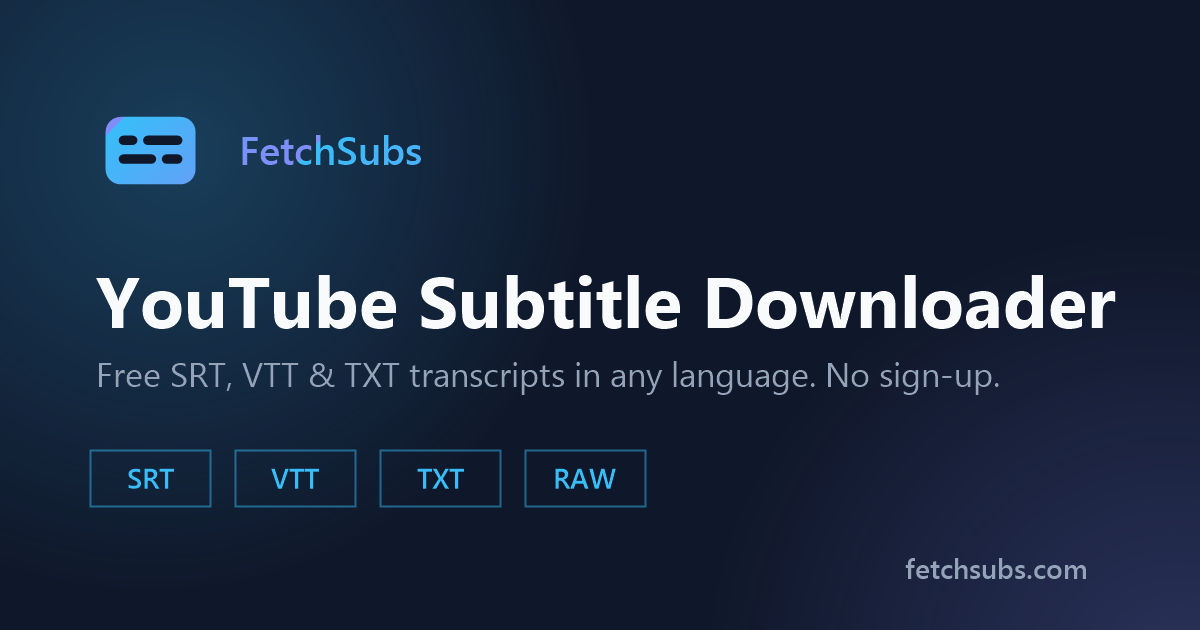 FetchSubs
YouTube Subtitle Downloader
Free SRT, VTT & TXT transcripts in any language. No sign-up.
SRT
VTT
TXT
RAW
fetchsubs.com